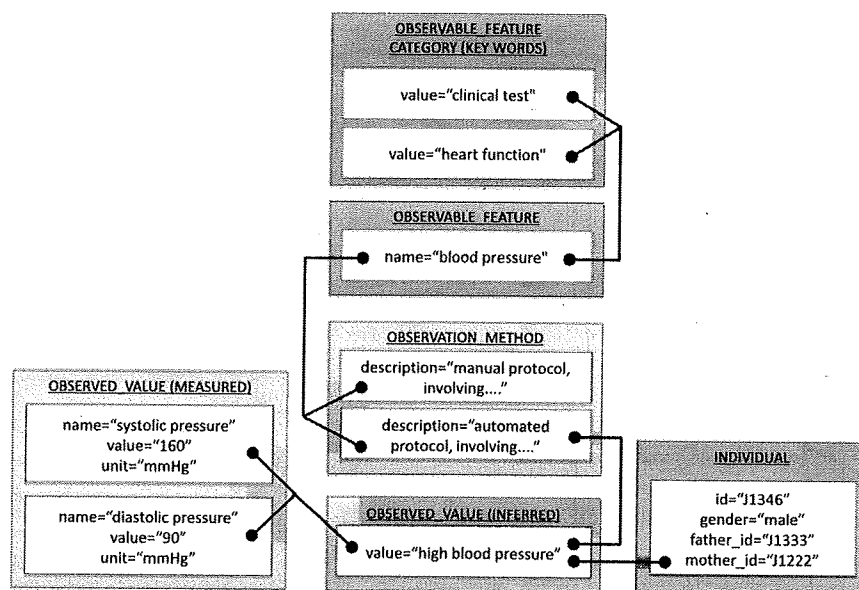 OBSERVABLE_FEATURE
CATEGORY (KEY WORDS)
value="clinical test"
value="heart function"
OBSERVABLE_FEATURE
name="blood pressure"
OBSERVATION_METHOD
description="manual protocol,
involving...."
description="automated
protocol, involving...."
OBSERVED_VALUE (MEASURED)
name="systolic pressure"
value="160"
unit="mmHg"
name="diastolic pressure"
value="90"
unit="mmHg"
OBSERVED_VALUE (INFERRED)
value="high blood pressure"
INDIVIDUAL
id="J1346"
gender="male"
father_id="J1333"
mother_id="J1222"